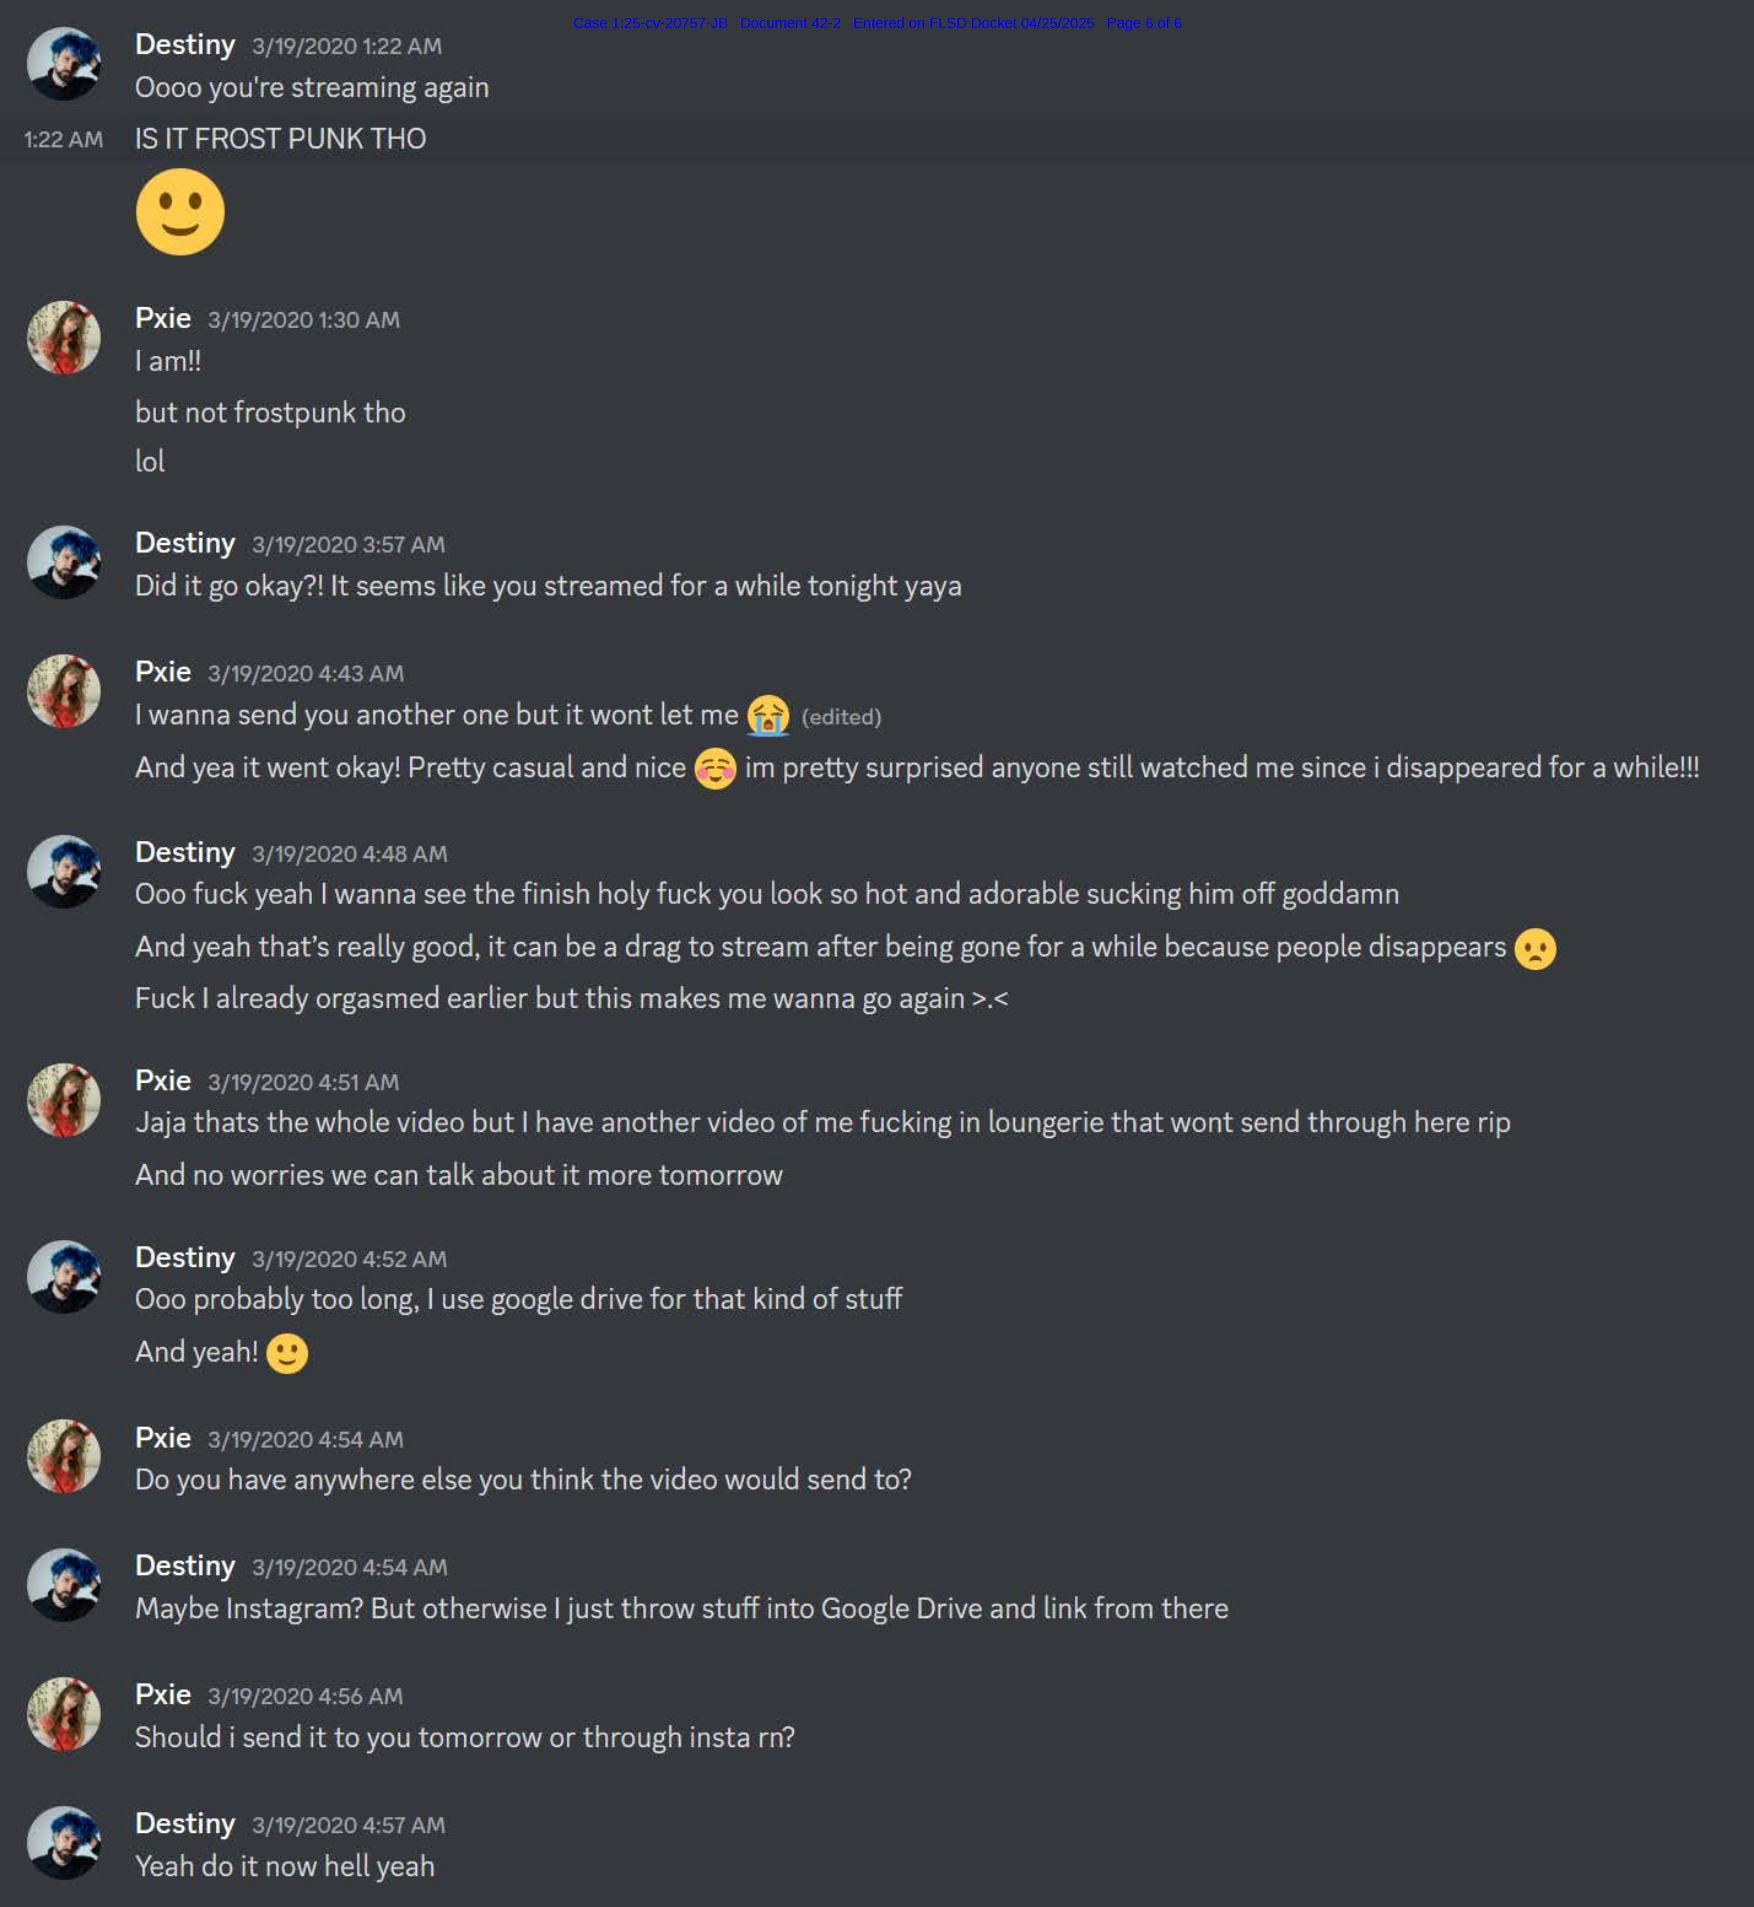 Case 1:25-cv-20757-JB Document 42-2 Entered on FLSD Docket 04/25/2025 Page 6 of 6
Destiny 3/19/2020 1:22 AM
Oooo you're streaming again
1:22 AM IS IT FROST PUNK THO
🙂
Pxie 3/19/2020 1:30 AM
I am!!
but not frostpunk tho
lol
Destiny 3/19/2020 3:57 AM
Did it go okay?! It seems like you streamed for a while tonight yaya
Pxie 3/19/2020 4:43 AM
I wanna send you another one but it wont let me 😭 (edited)
And yea it went okay! Pretty casual and nice ☺️ im pretty surprised anyone still watched me since i disappeared for a while!!!
Destiny 3/19/2020 4:48 AM
Ooo fuck yeah I wanna see the finish holy fuck you look so hot and adorable sucking him off goddamn
And yeah that’s really good, it can be a drag to stream after being gone for a while because people disappears 🙁
Fuck I already orgasmed earlier but this makes me wanna go again >.<
Pxie 3/19/2020 4:51 AM
Jaja thats the whole video but I have another video of me fucking in loungerie that wont send through here rip
And no worries we can talk about it more tomorrow
Destiny 3/19/2020 4:52 AM
Ooo probably too long, I use google drive for that kind of stuff
And yeah! 🙂
Pxie 3/19/2020 4:54 AM
Do you have anywhere else you think the video would send to?
Destiny 3/19/2020 4:54 AM
Maybe Instagram? But otherwise I just throw stuff into Google Drive and link from there
Pxie 3/19/2020 4:56 AM
Should i send it to you tomorrow or through insta rn?
Destiny 3/19/2020 4:57 AM
Yeah do it now hell yeah